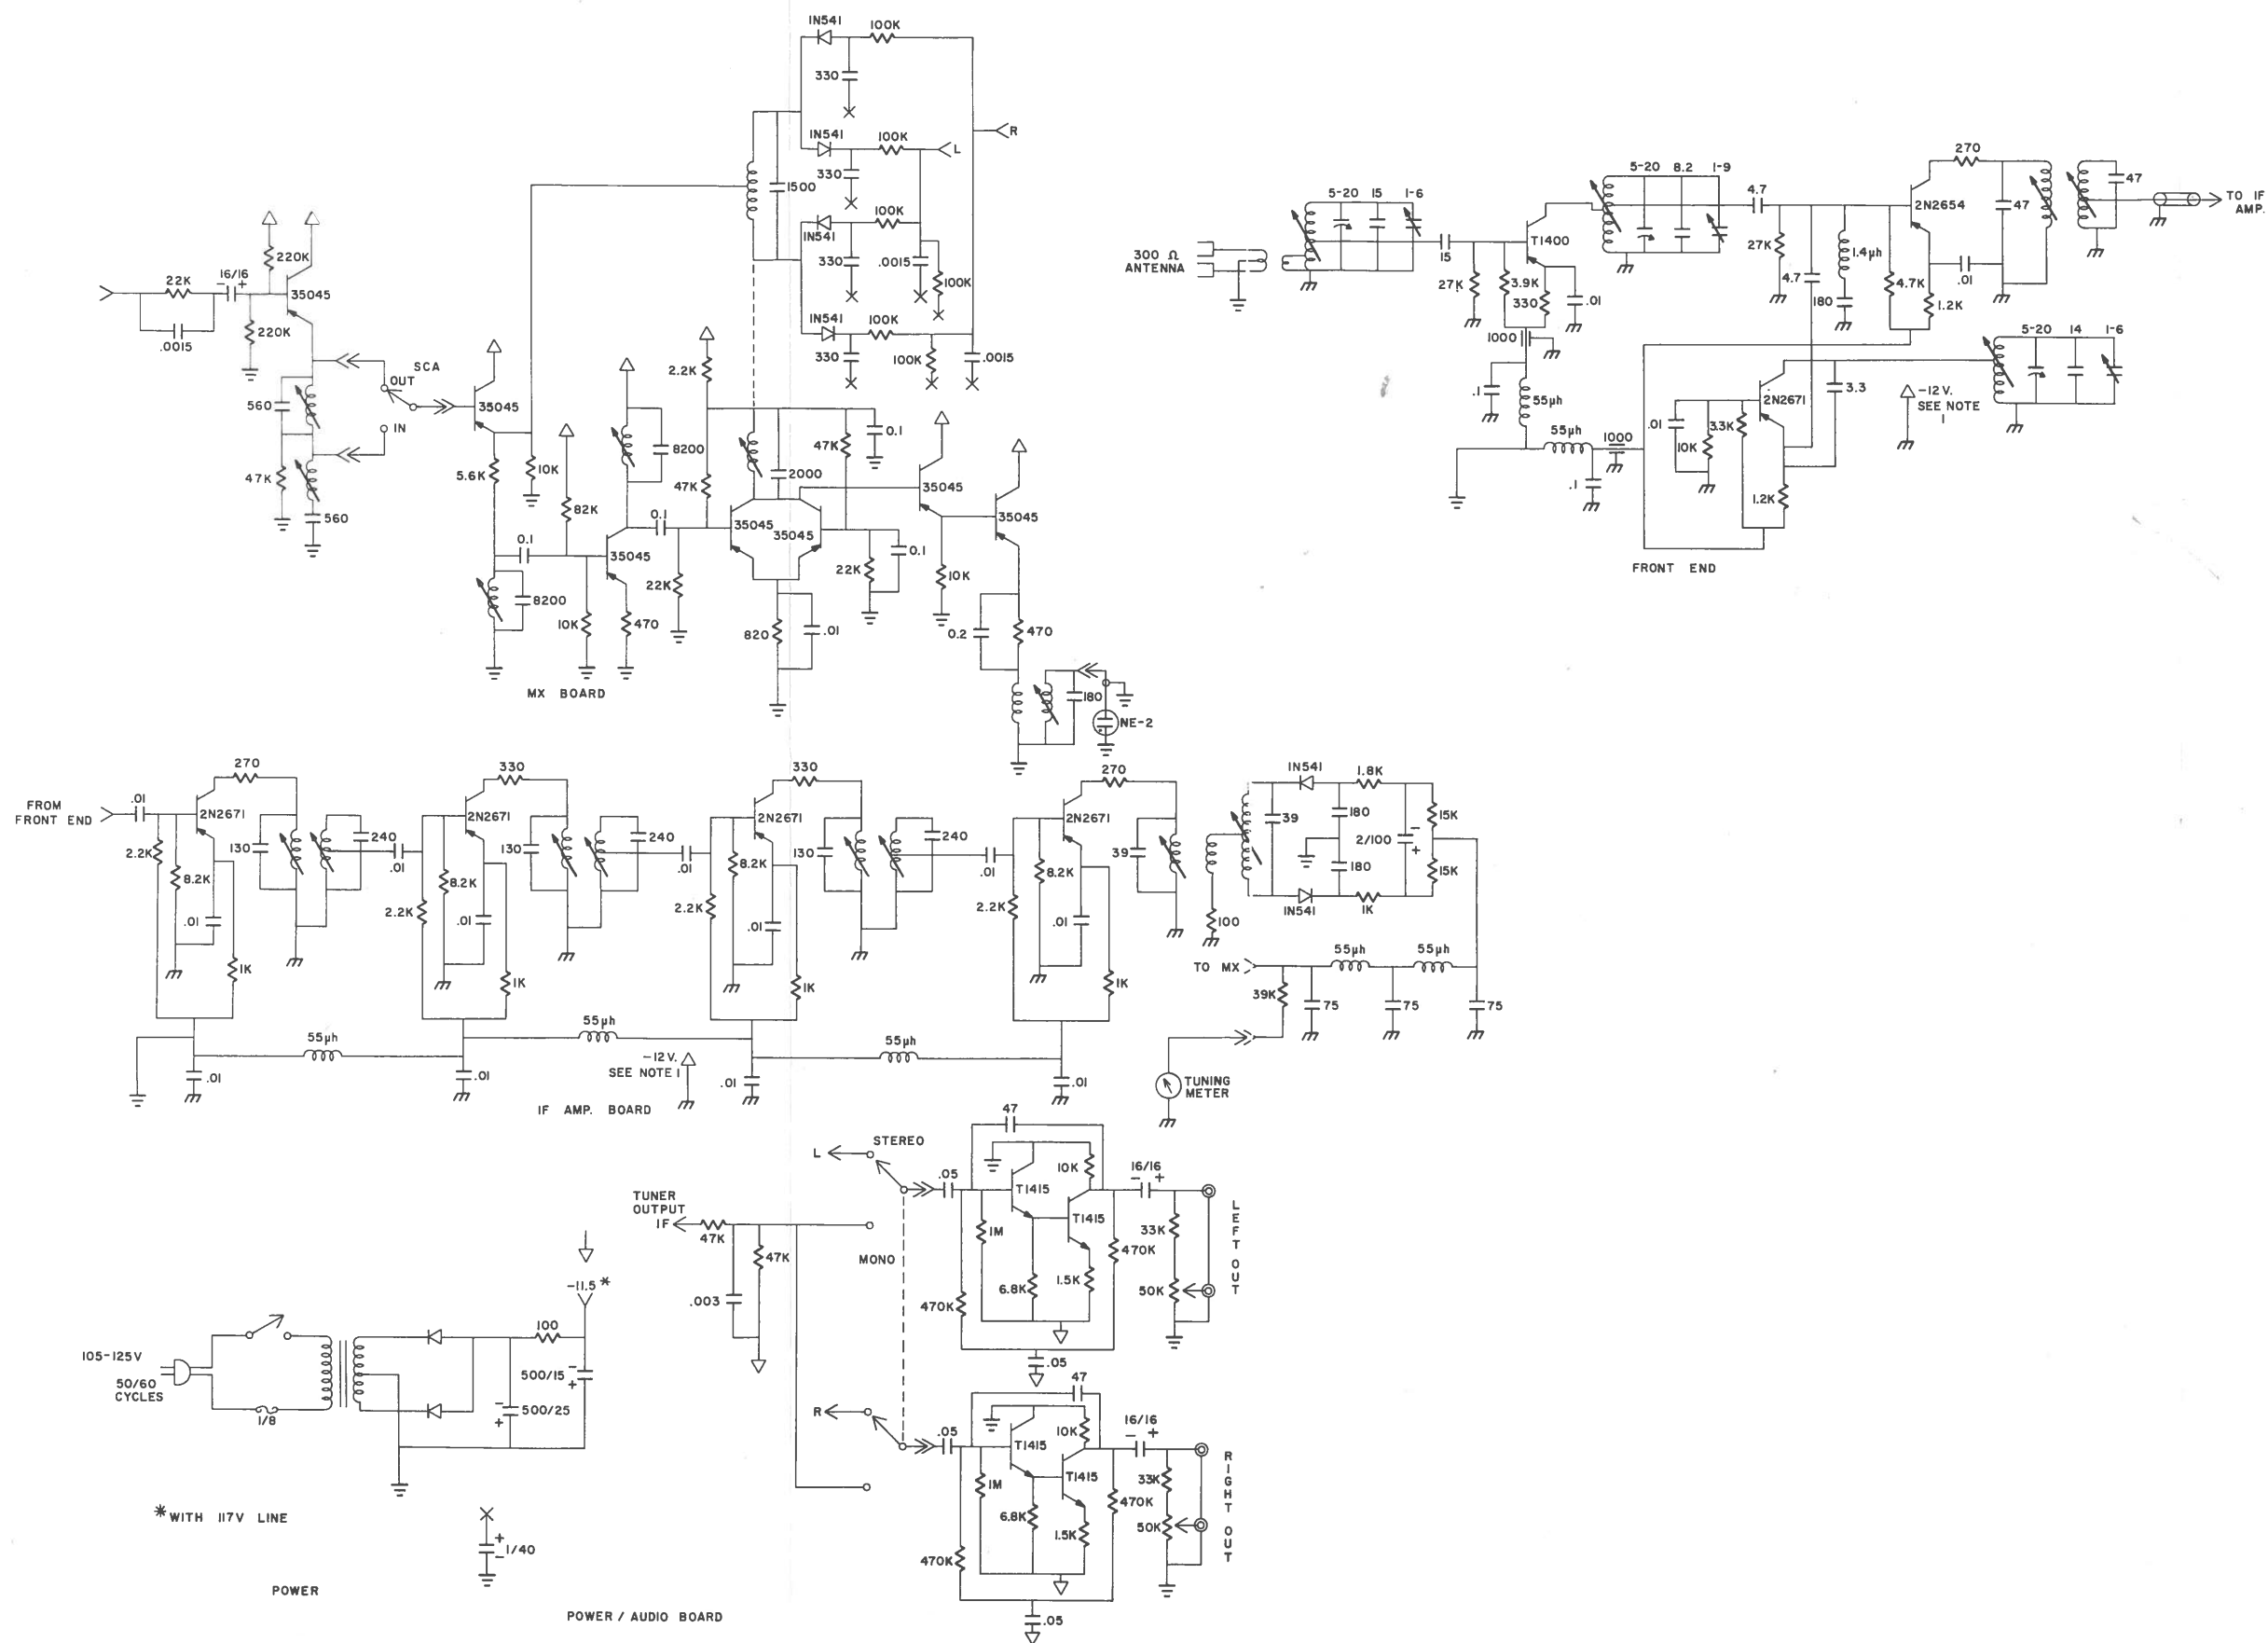 1N541
100K
330
R
1N541
100K
L
330
1500
100K
1N541
330
.0015
100K
1N541
100K
330
100K
.0015
220K
22K
16/16
- +
35045
220K
.0015
SCA
OUT
IN
560
47K
560
35045
5.6K
10K
0.1
82K
8200
8200
35045
10K
470
0.1
2.2K
47K
22K
35045
35045
2000
47K
0.1
0.1
22K
820
.01
35045
35045
10K
0.2
470
180
NE-2
MX BOARD
300 Ω
ANTENNA
5-20 15 1-6
15
27K
T1400
3.9K
330
.01
1000
.1
55µh
55µh
1000
.1
5-20 8.2 1-9
4.7
27K
4.7
1.4µh
180
4.7K
2N2654
270
47
.01
1.2K
47
TO IF
AMP.
2N2671
.01
10K
3.3K
1.2K
3.3
-12V.
SEE NOTE
1
5-20 14 1-6
FRONT END
FROM
FRONT END
.01
2.2K
8.2K
2N2671
270
130
240
.01
.01
1K
2N2671
330
130
240
.01
2.2K
8.2K
.01
1K
2N2671
330
130
240
.01
2.2K
8.2K
.01
1K
2N2671
270
39
2.2K
8.2K
.01
1K
55µh
55µh
55µh
.01
.01
.01
.01
-12V.
SEE NOTE 1
IF AMP. BOARD
1N541
1.8K
39
180
180
2/100
-
+
15K
15K
1N541
1K
100
TO MX
55µh
55µh
39K
75
75
75
TUNING
METER
L
STEREO
TUNER
OUTPUT
IF
47K
47K
.003
MONO
R
47
.05
T1415
10K
T1415
1M
6.8K
1.5K
470K
470K
16/16
- +
33K
50K
.05
LEFT OUT
47
.05
T1415
10K
T1415
1M
6.8K
1.5K
470K
470K
16/16
- +
33K
50K
.05
RIGHT OUT
105-125V
50/60
CYCLES
1/8
100
-11.5 *
500/15
-
+
500/25
-
+
*WITH 117V LINE
+
-
1/40
POWER
POWER / AUDIO BOARD